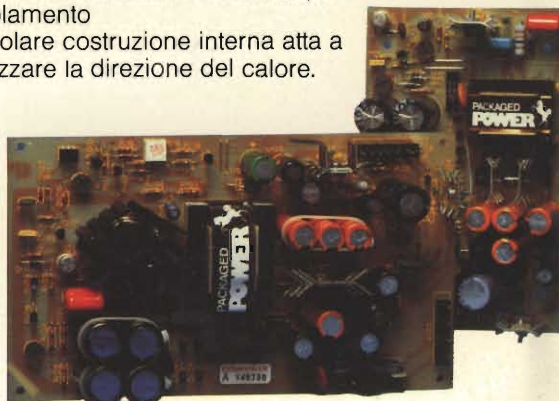 olamento
olare costruzione interna atta a
zzare la direzione del calore.
PACKAGED
POWER
PACKAGED
POWER